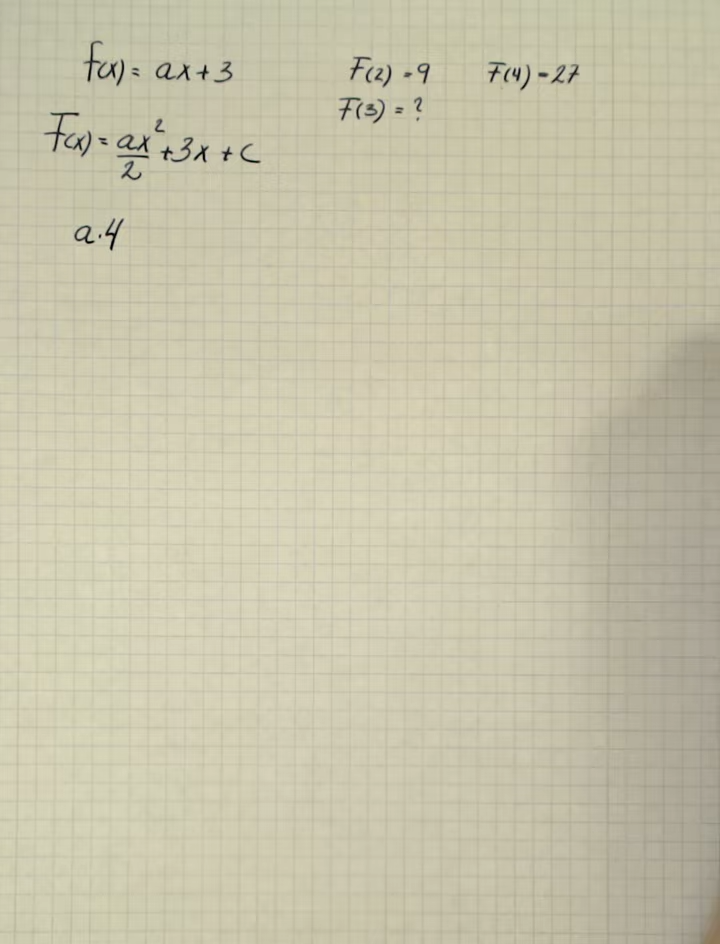 f(x) = ax + 3
F(2) = 9
F(4) = 27
F(3) = ?
F(x) = ax²/2 + 3x + C
a·4